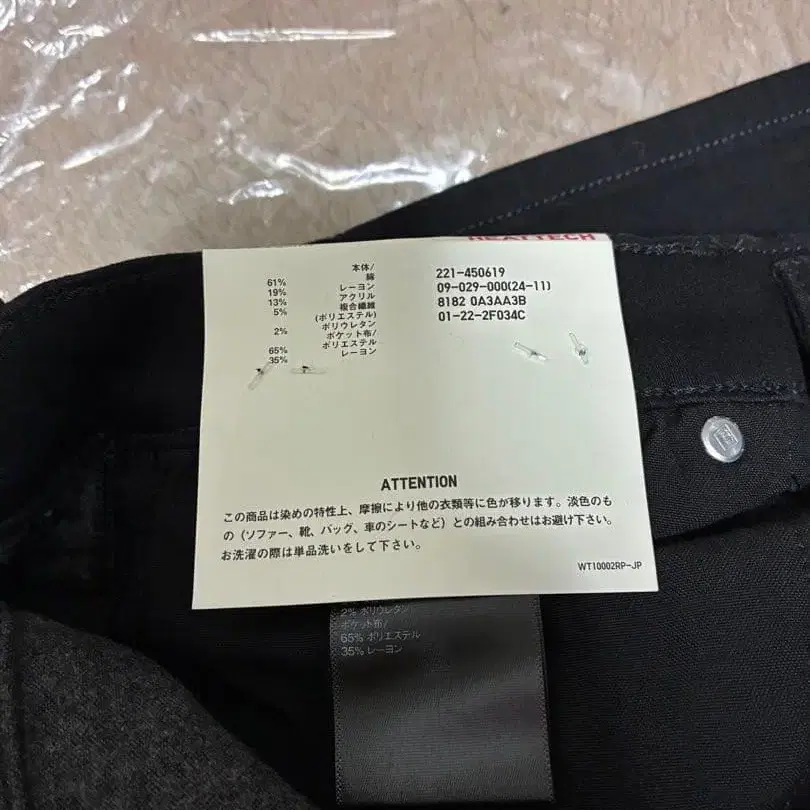 HEATTECH
本体/
61% 綿
19% レーヨン
13% アクリル
5% 複合繊維
(ポリエステル)
2% ポリウレタン
ポケット布/
65% ポリエステル
35% レーヨン
221-450619
09-029-000(24-11)
8182 0A3AA3B
01-22-2F034C
ATTENTION
この商品は染めの特性上、摩擦により他の衣類等に色が移ります。淡色のも
の（ソファー、靴、バッグ、車のシートなど）との組み合わせはお避け下さい。
お洗濯の際は単品洗いをして下さい。
WT10002RP-JP
2% ポリウレタン
ポケット布/
65% ポリエステル
35% レーヨン